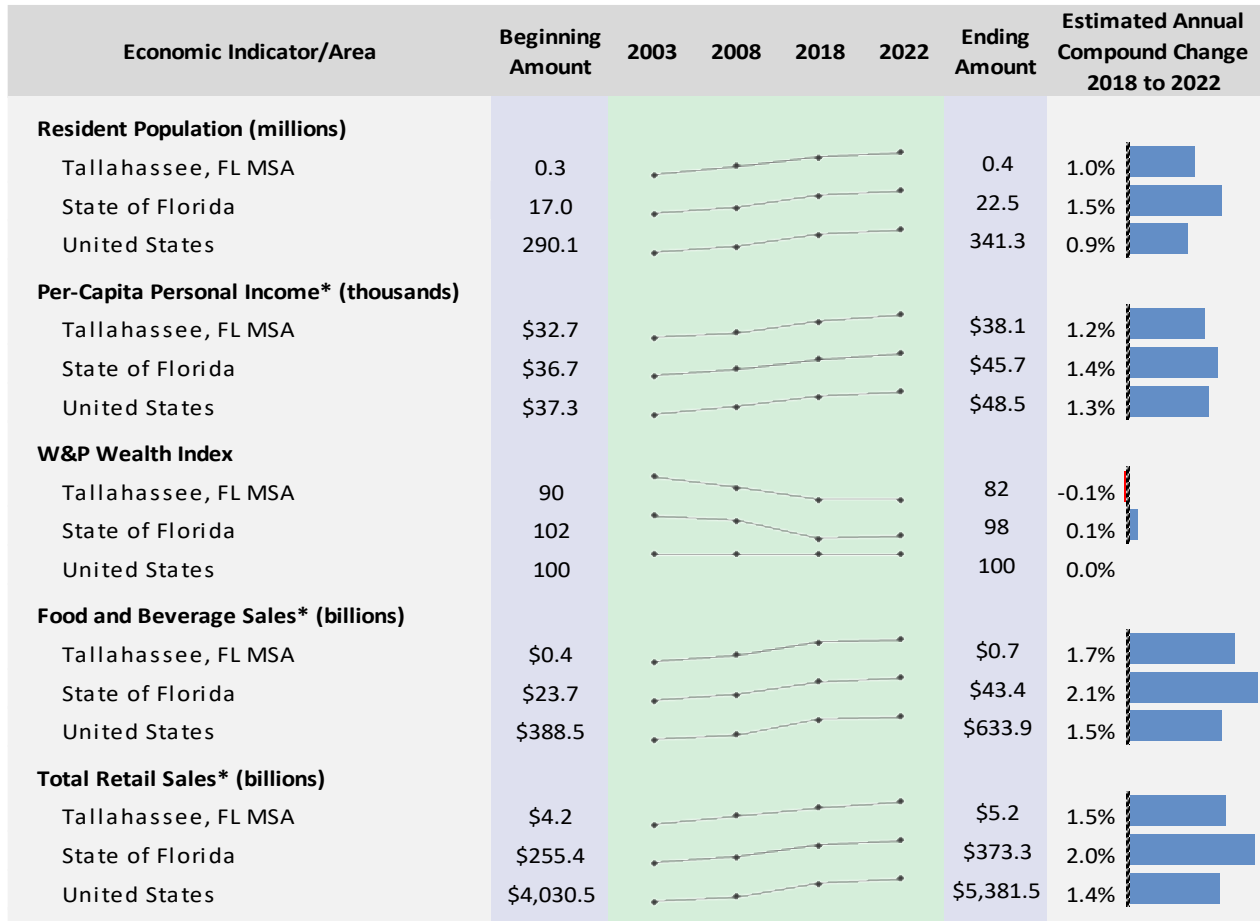 Economic Indicator/Area Beginning Amount 2003 2008 2018 2022 Ending Amount Estimated Annual Compound Change 2018 to 2022
Resident Population (millions)
Tallahassee, FL MSA 0.3 0.4 1.0%
State of Florida 17.0 22.5 1.5%
United States 290.1 341.3 0.9%
Per-Capita Personal Income* (thousands)
Tallahassee, FL MSA $32.7 $38.1 1.2%
State of Florida $36.7 $45.7 1.4%
United States $37.3 $48.5 1.3%
W&P Wealth Index
Tallahassee, FL MSA 90 82 -0.1%
State of Florida 102 98 0.1%
United States 100 100 0.0%
Food and Beverage Sales* (billions)
Tallahassee, FL MSA $0.4 $0.7 1.7%
State of Florida $23.7 $43.4 2.1%
United States $388.5 $633.9 1.5%
Total Retail Sales* (billions)
Tallahassee, FL MSA $4.2 $5.2 1.5%
State of Florida $255.4 $373.3 2.0%
United States $4,030.5 $5,381.5 1.4%